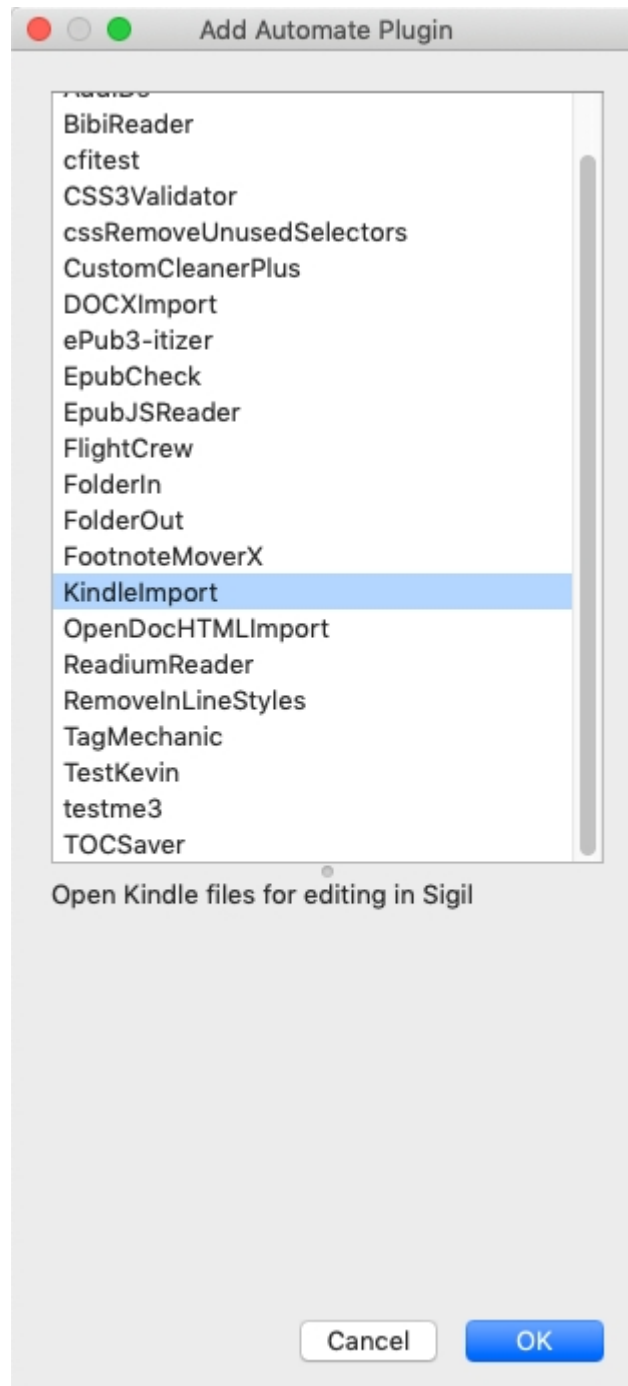 Add Automate Plugin
BibiReader
cfitest
CSS3Validator
cssRemoveUnusedSelectors
CustomCleanerPlus
DOCXImport
ePub3-itizer
EpubCheck
EpubJSReader
FlightCrew
FolderIn
FolderOut
FootnoteMoverX
KindleImport
OpenDocHTMLImport
ReadiumReader
RemoveInLineStyles
TagMechanic
TestKevin
testme3
TOCSaver
Open Kindle files for editing in Sigil
Cancel
OK